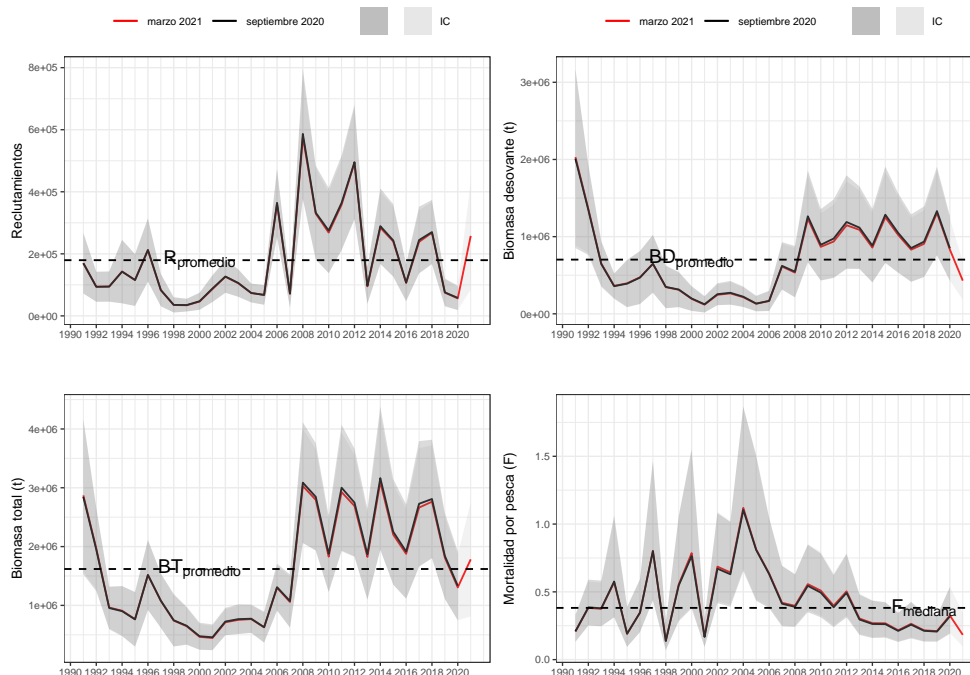 marzo 2021 septiembre 2020 IC
marzo 2021 septiembre 2020 IC
Reclutamientos
8e+05
6e+05
4e+05
2e+05
0e+00
R promedio
1990 1992 1994 1996 1998 2000 2002 2004 2006 2008 2010 2012 2014 2016 2018 2020
Biomasa desovante (t)
3e+06
2e+06
1e+06
0e+00
BD promedio
1990 1992 1994 1996 1998 2000 2002 2004 2006 2008 2010 2012 2014 2016 2018 2020
Biomasa total (t)
4e+06
3e+06
2e+06
1e+06
BT promedio
1990 1992 1994 1996 1998 2000 2002 2004 2006 2008 2010 2012 2014 2016 2018 2020
Mortalidad por pesca (F)
1.5
1.0
0.5
0.0
F mediana
1990 1992 1994 1996 1998 2000 2002 2004 2006 2008 2010 2012 2014 2016 2018 2020